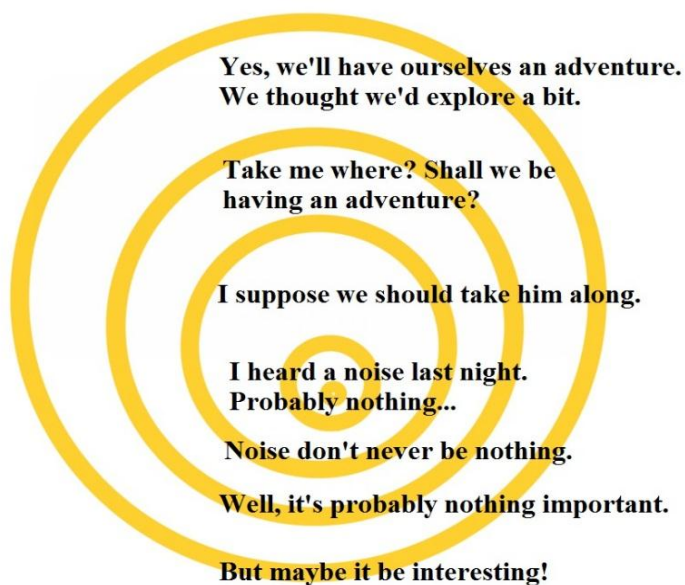 Yes, we'll have ourselves an adventure.
We thought we'd explore a bit.
Take me where? Shall we be
having an adventure?
I suppose we should take him along.
I heard a noise last night.
Probably nothing...
Noise don't never be nothing.
Well, it's probably nothing important.
But maybe it be interesting!